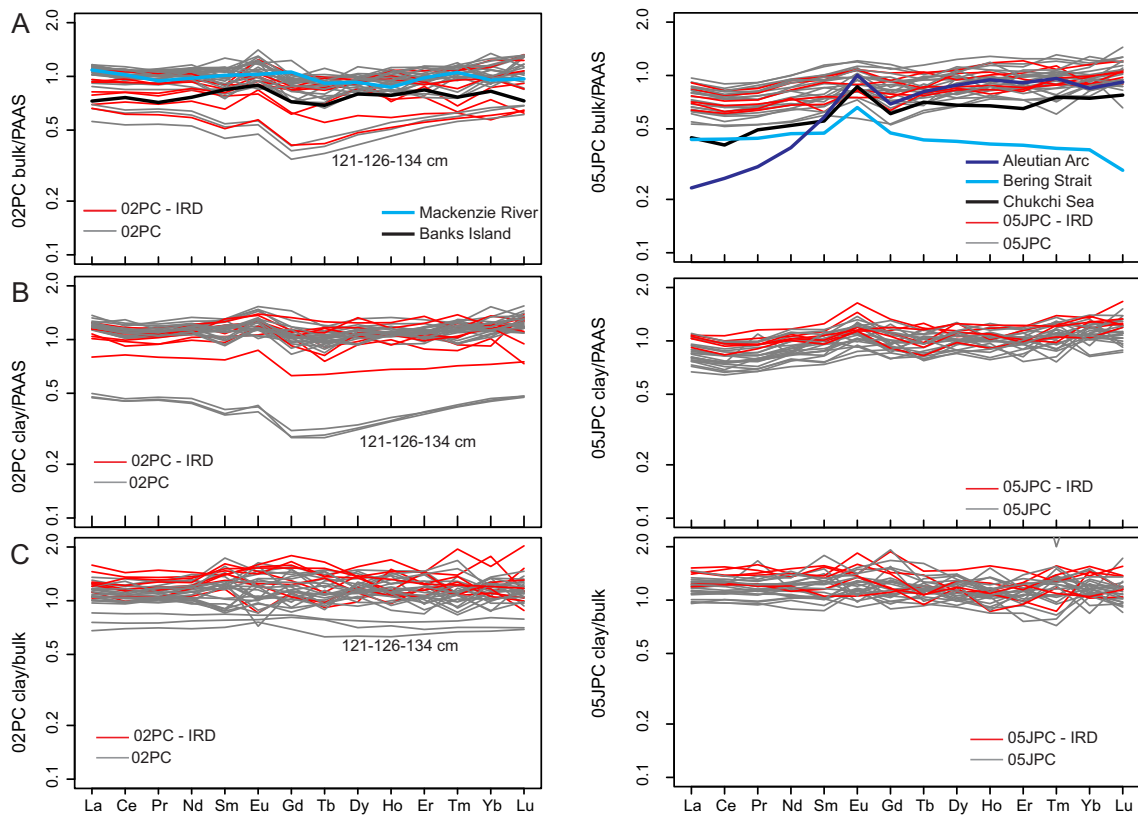 A
02PC bulk/PAAS
2.0
1.0
0.5
0.2
0.1
121-126-134 cm
02PC - IRD
02PC
Mackenzie River
Banks Island
05JPC bulk/PAAS
2.0
1.0
0.5
0.2
0.1
Aleutian Arc
Bering Strait
Chukchi Sea
05JPC - IRD
05JPC
B
02PC clay/PAAS
2.0
1.0
0.5
0.2
0.1
121-126-134 cm
02PC - IRD
02PC
05JPC clay/PAAS
2.0
1.0
0.5
0.2
0.1
05JPC - IRD
05JPC
C
02PC clay/bulk
2.0
1.0
0.5
0.2
0.1
121-126-134 cm
02PC - IRD
02PC
La Ce Pr Nd Sm Eu Gd Tb Dy Ho Er Tm Yb Lu
05JPC clay/bulk
2.0
1.0
0.5
0.2
0.1
05JPC - IRD
05JPC
La Ce Pr Nd Sm Eu Gd Tb Dy Ho Er Tm Yb Lu